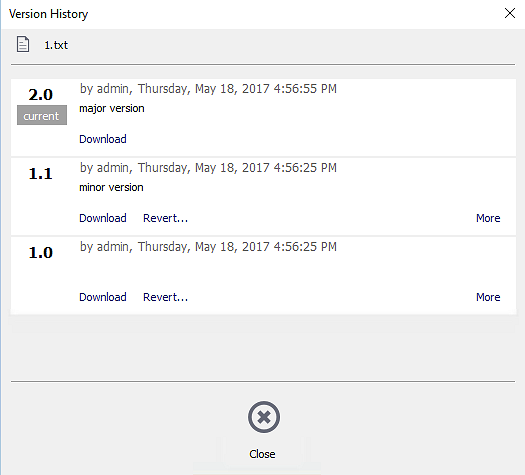 Version History
1.txt
2.0
current
by admin, Thursday, May 18, 2017 4:56:55 PM
major version
Download
1.1
by admin, Thursday, May 18, 2017 4:56:25 PM
minor version
Download Revert... More
1.0
by admin, Thursday, May 18, 2017 4:56:25 PM
Download Revert... More
Close